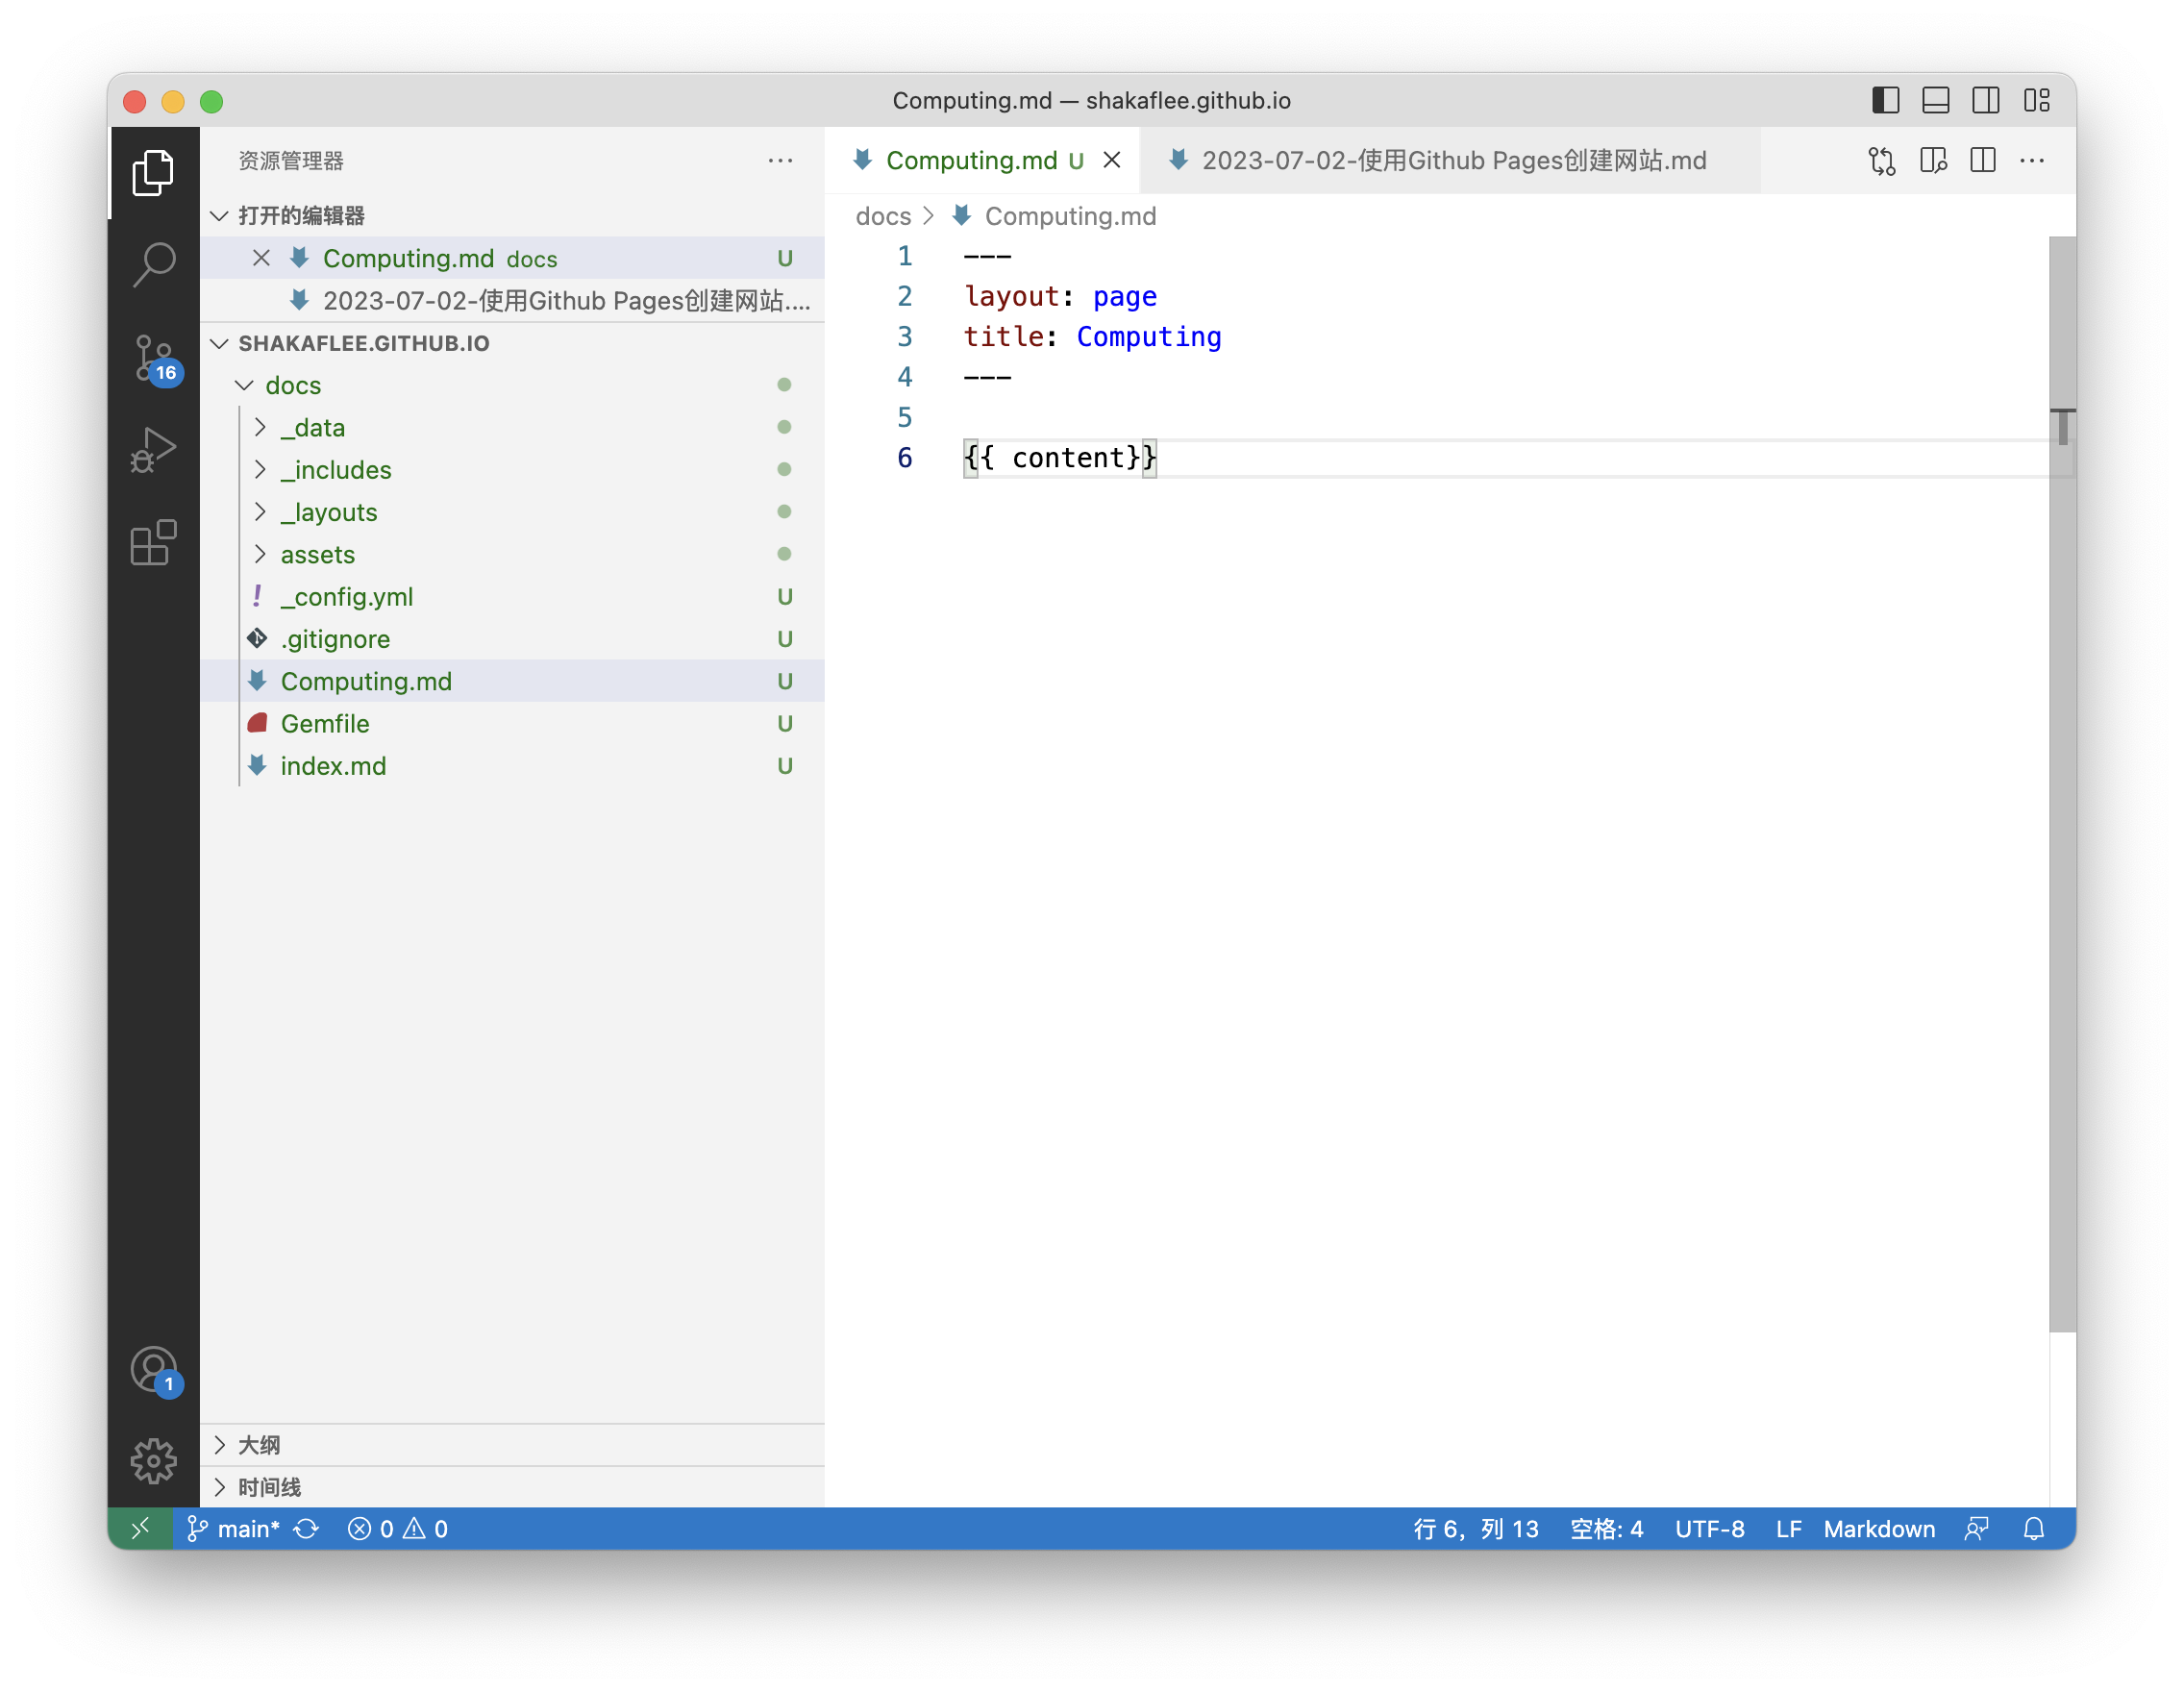 Computing.md — shakaflee.github.io
资源管理器
打开的编辑器
Computing.md docs U
2023-07-02-使用Github Pages创建网站....
SHAKAFLEE.GITHUB.IO
docs
_data
_includes
_layouts
assets
_config.yml U
.gitignore U
Computing.md U
Gemfile U
index.md U
大纲
时间线
16
1
Computing.md U
2023-07-02-使用Github Pages创建网站.md
docs > Computing.md
1 ---
2 layout: page
3 title: Computing
4 ---
5
6 {{ content}}
main* 0 0 行 6，列 13 空格: 4 UTF-8 LF Markdown